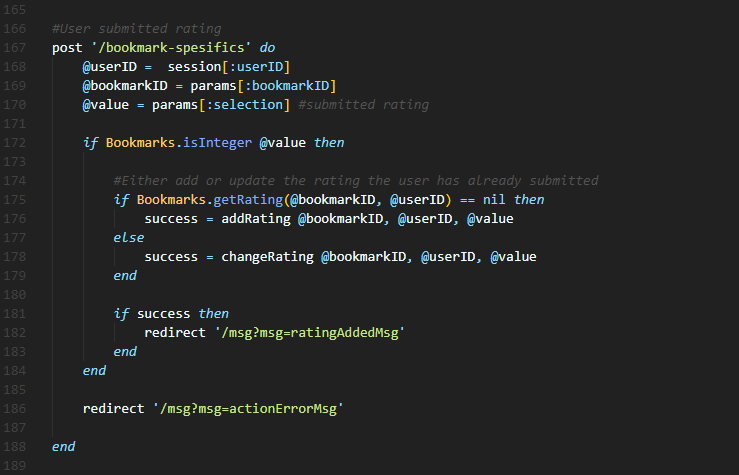 165
166 #User submitted rating
167 post '/bookmark-spesifics' do
168 @userID =  session[:userID]
169 @bookmarkID = params[:bookmarkID]
170 @value = params[:selection] #submitted rating
171
172 if Bookmarks.isInteger @value then
173
174 #Either add or update the rating the user has already submitted
175 if Bookmarks.getRating(@bookmarkID, @userID) == nil then
176 success = addRating @bookmarkID, @userID, @value
177 else
178 success = changeRating @bookmarkID, @userID, @value
179 end
180
181 if success then
182 redirect '/msg?msg=ratingAddedMsg'
183 end
184 end
185
186 redirect '/msg?msg=actionErrorMsg'
187
188 end
189